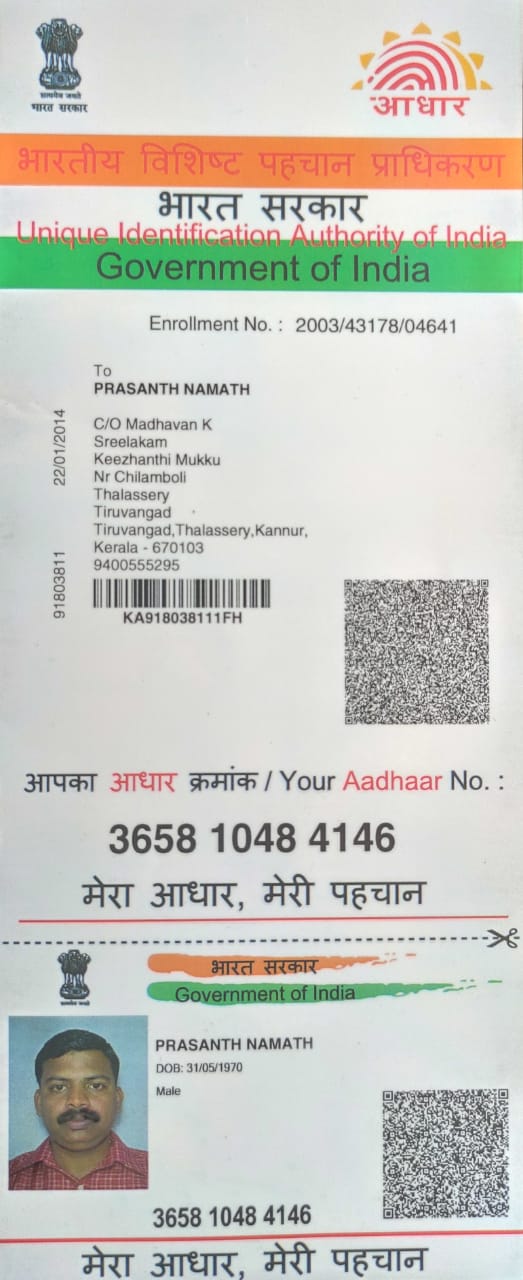 सत्यमेव जयते
भारत सरकार
आधार
भारतीय विशिष्ट पहचान प्राधिकरण
भारत सरकार
Unique Identification Authority of India
Government of India
Enrollment No. : 2003/43178/04641
To
PRASANTH NAMATH
C/O Madhavan K
Sreelakam
Keezhanthi Mukku
Nr Chilamboli
Thalassery
Tiruvangad
Tiruvangad,Thalassery,Kannur,
Kerala - 670103
9400555295
22/01/2014
91803811
KA918038111FH
आपका आधार क्रमांक / Your Aadhaar No. :
3658 1048 4146
मेरा आधार, मेरी पहचान
भारत सरकार
Government of India
सत्यमेव जयते
PRASANTH NAMATH
DOB: 31/05/1970
Male
3658 1048 4146
मेरा आधार, मेरी पहचान